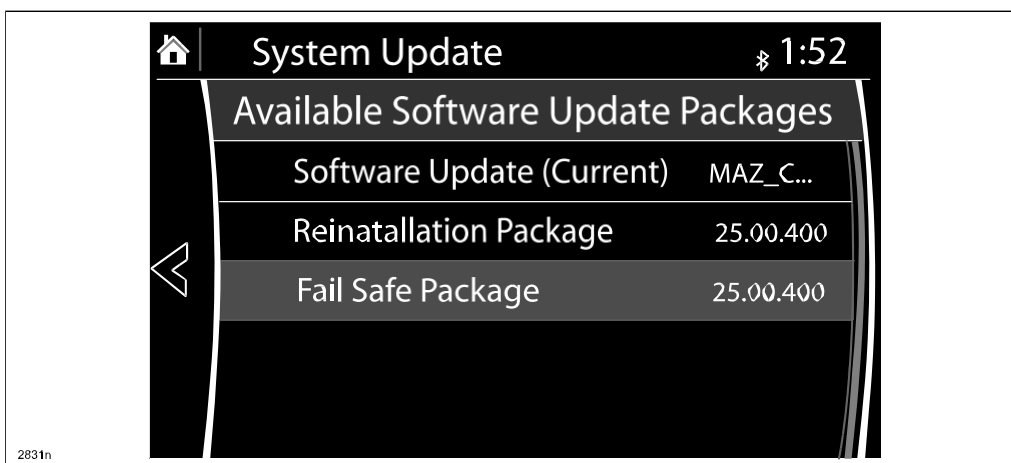 System Update 1:52
Available Software Update Packages
Software Update (Current) MAZ_C...
Reinatallation Package 25.00.400
Fail Safe Package 25.00.400
2831n